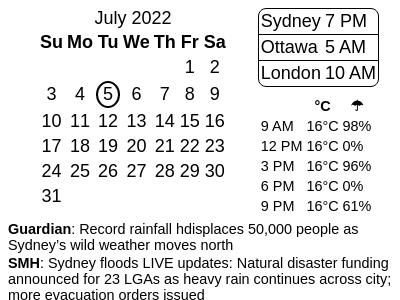 July 2022
Su Mo Tu We Th Fr Sa
1 2
3 4 5 6 7 8 9
10 11 12 13 14 15 16
17 18 19 20 21 22 23
24 25 26 27 28 29 30
31
Sydney 7 PM
Ottawa 5 AM
London 10 AM
°C ☂
9 AM 16°C 98%
12 PM 16°C 0%
3 PM 16°C 96%
6 PM 16°C 0%
9 PM 16°C 61%
Guardian: Record rainfall hdisplaces 50,000 people as
Sydney’s wild weather moves north
SMH: Sydney floods LIVE updates: Natural disaster funding
announced for 23 LGAs as heavy rain continues across city;
more evacuation orders issued